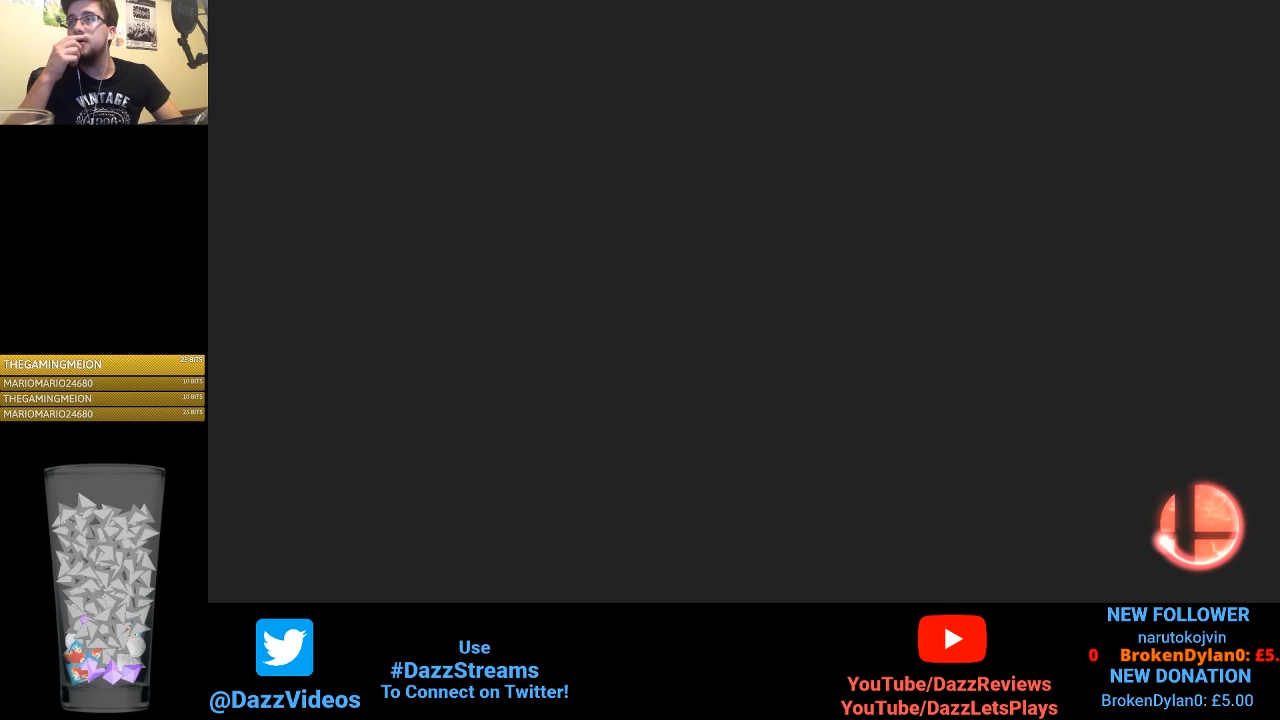 VINTAGE
THEGAMINGMEION 25 BITS
MARIOMARIO24680 10 BITS
THEGAMINGMEION 10 BITS
MARIOMARIO24680 25 BITS
@DazzVideos
Use
#DazzStreams
To Connect on Twitter!
YouTube/DazzReviews
YouTube/DazzLetsPlays
NEW FOLLOWER
narutokojvin
0 BrokenDylan0: £5.
NEW DONATION
BrokenDylan0: £5.00